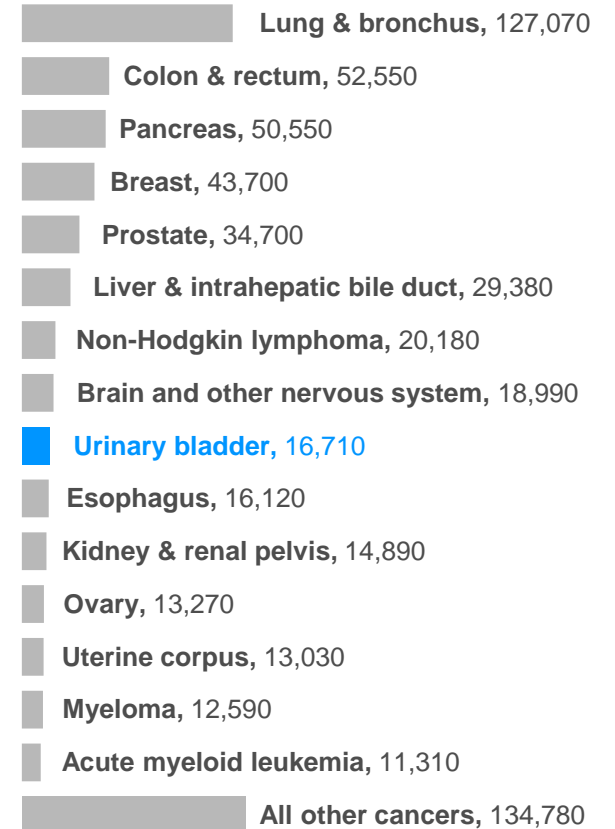 Lung & bronchus, 127,070
Colon & rectum, 52,550
Pancreas, 50,550
Breast, 43,700
Prostate, 34,700
Liver & intrahepatic bile duct, 29,380
Non-Hodgkin lymphoma, 20,180
Brain and other nervous system, 18,990
Urinary bladder, 16,710
Esophagus, 16,120
Kidney & renal pelvis, 14,890
Ovary, 13,270
Uterine corpus, 13,030
Myeloma, 12,590
Acute myeloid leukemia, 11,310
All other cancers, 134,780